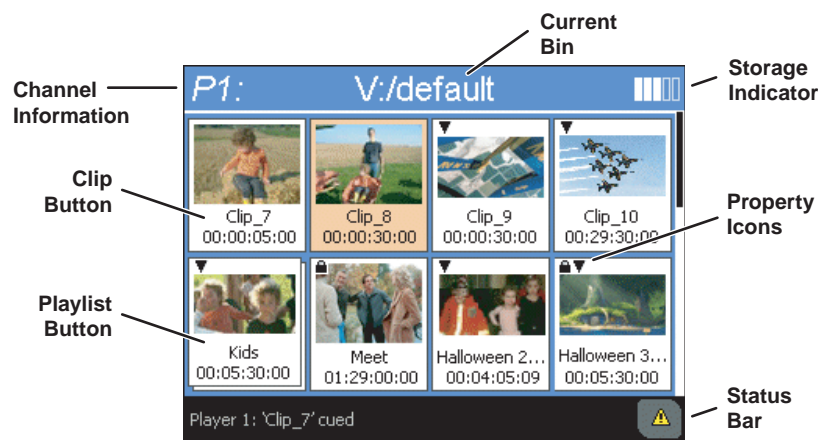 Current
Bin
Channel
Information
P1:
V:/default
Storage
Indicator
Clip
Button
Clip_7
00:00:05:00
Clip_8
00:00:30:00
Clip_9
00:00:30:00
Clip_10
00:29:30:00
Property
Icons
Playlist
Button
Kids
00:05:30:00
Meet
01:29:00:00
Halloween 2...
00:04:05:09
Halloween 3...
00:05:30:00
Player 1: 'Clip_7' cued
Status
Bar